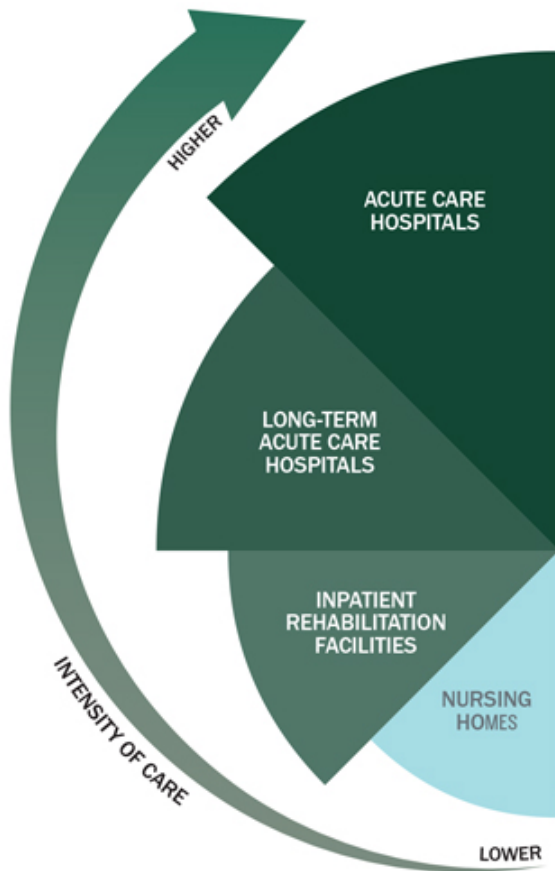 HIGHER
ACUTE CARE
HOSPITALS
LONG-TERM
ACUTE CARE
HOSPITALS
INPATIENT
REHABILITATION
FACILITIES
NURSING
HOMES
INTENSITY OF CARE
LOWER